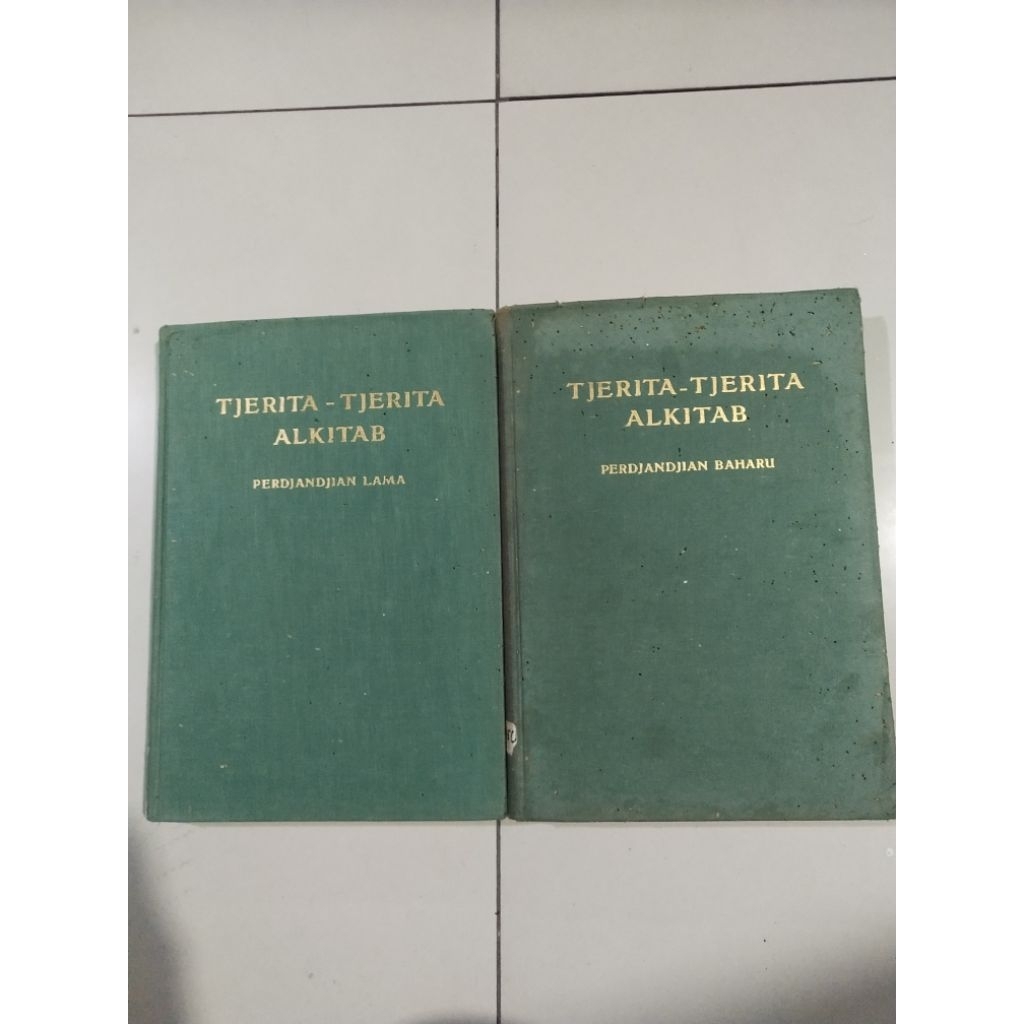 TJERITA - TJERITA
ALKITAB
PERDJANDJIAN LAMA
TJERITA-TJERITA
ALKITAB
PERDJANDJIAN BAHARU